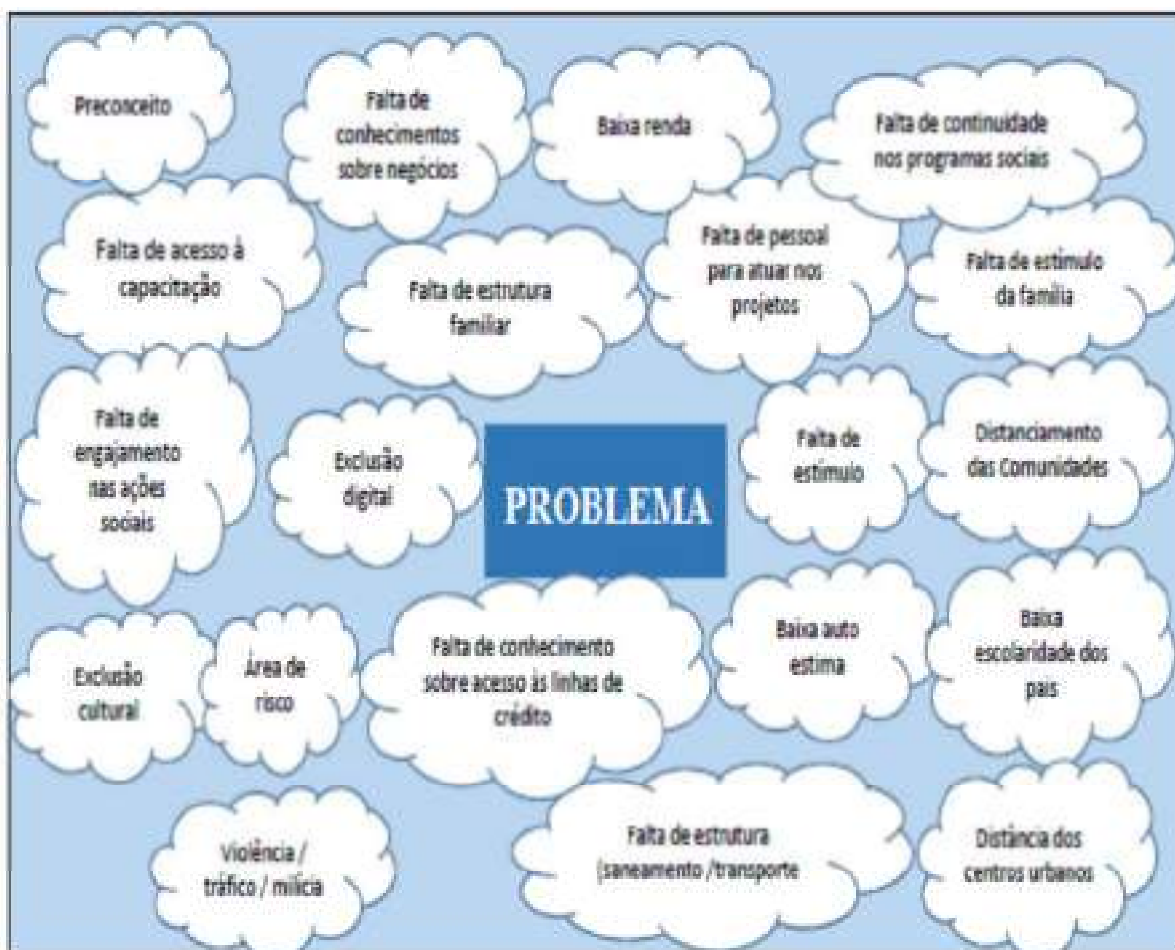 Preconceito
Falta de
conhecimentos
sobre negócios
Baixa renda
Falta de continuidade
nos programas sociais
Falta de acesso à
capacitação
Falta de estrutura
familiar
Falta de pessoal
para atuar nos
projetos
Falta de estímulo
da família
Falta de
engajamento
nas ações
sociais
Exclusão
digital
PROBLEMA
Falta de
estímulo
Distanciamento
das Comunidades
Exclusão
cultural
Área de
risco
Falta de conhecimento
sobre acesso às linhas de
crédito
Baixa auto
estima
Baixa
escolaridade dos
pais
Violência /
tráfico / milícia
Falta de estrutura
(saneamento /transporte
Distância dos
centros urbanos